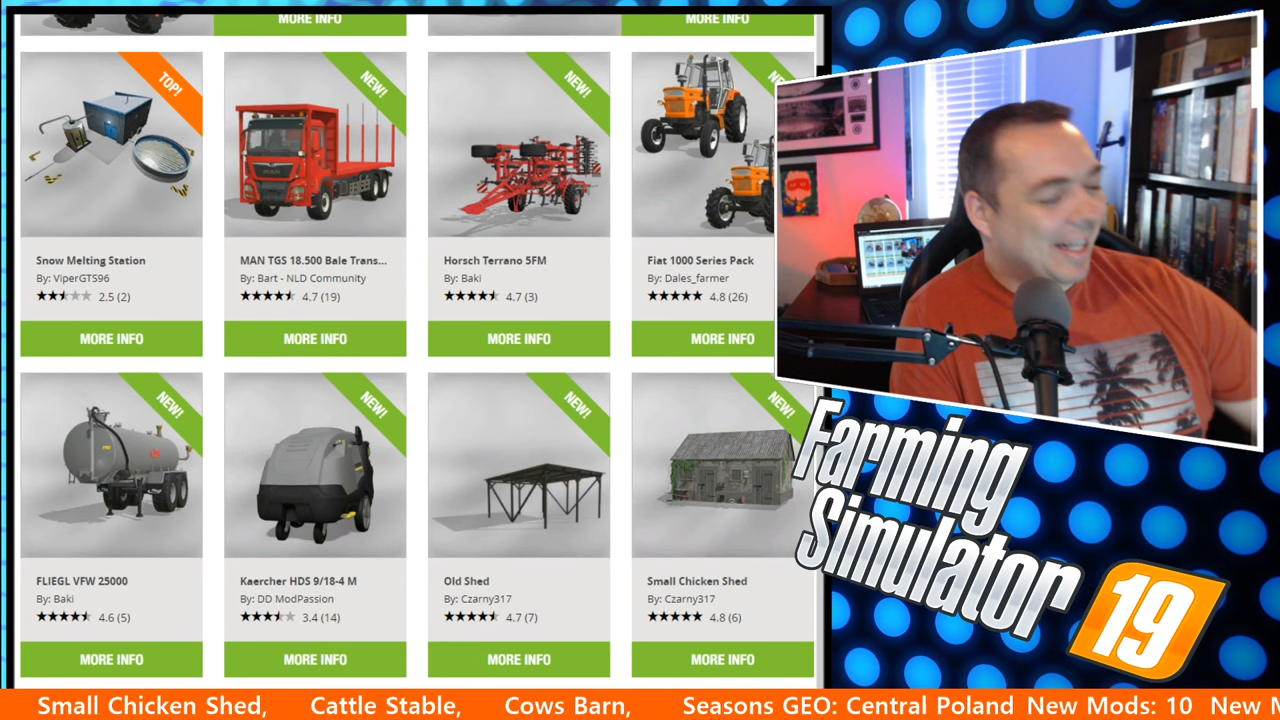 MORE INFO
MORE INFO
TOP!
NEW!
NEW!
Snow Melting Station
By: ViperGTS96
2.5 (2)
MORE INFO
MAN TGS 18.500 Bale Trans...
By: Bart - NLD Community
4.7 (19)
MORE INFO
Horsch Terrano 5FM
By: Baki
4.7 (3)
MORE INFO
Fiat 1000 Series Pack
By: Dales_farmer
4.8 (26)
MORE INFO
NEW!
NEW!
NEW!
NEW!
FLIEGL VFW 25000
By: Baki
4.6 (5)
MORE INFO
Kaercher HDS 9/18-4 M
By: DD ModPassion
3.4 (14)
MORE INFO
Old Shed
By: Czarny317
4.7 (7)
MORE INFO
Small Chicken Shed
By: Czarny317
4.8 (6)
MORE INFO
Farming
Simulator
19
Small Chicken Shed, Cattle Stable, Cows Barn, Seasons GEO: Central Poland New Mods: 10 New